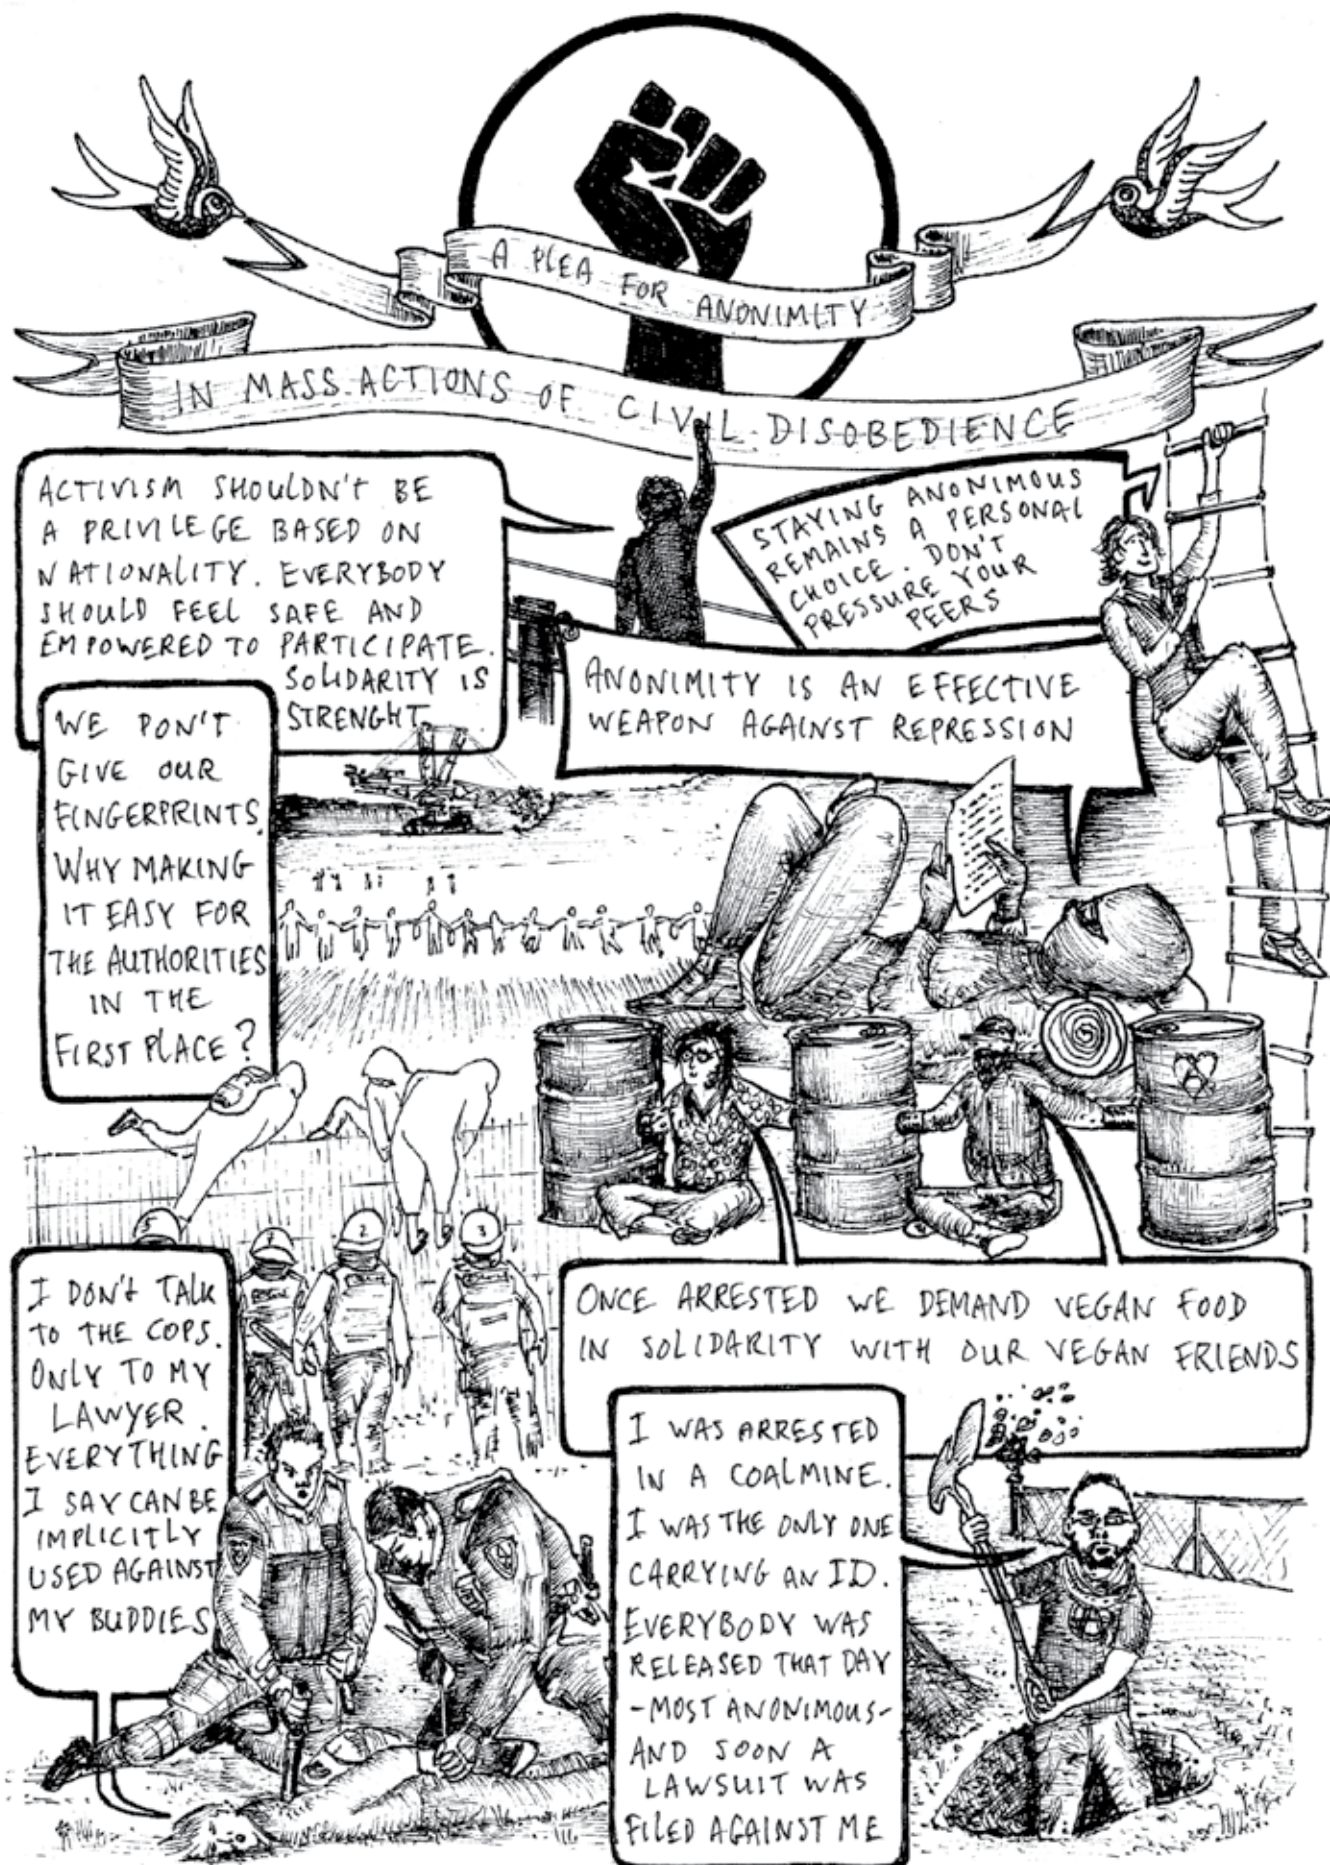 A PLEA FOR ANONIMITY
IN MASS ACTIONS OF CIVIL DISOBEDIENCE
ACTIVISM SHOULDN'T BE
A PRIVILEGE BASED ON
NATIONALITY. EVERYBODY
SHOULD FEEL SAFE AND
EMPOWERED TO PARTICIPATE.
SOLIDARITY IS
STRENGHT
STAYING ANONIMOUS
REMAINS A PERSONAL
CHOICE. DON'T
PRESSURE YOUR
PEERS
ANONIMITY IS AN EFFECTIVE
WEAPON AGAINST REPRESSION
WE DON'T
GIVE OUR
FINGERPRINTS.
WHY MAKING
IT EASY FOR
THE AUTHORITIES
IN THE
FIRST PLACE?
2
3
I DON'T TALK
TO THE COPS.
ONLY TO MY
LAWYER.
EVERYTHING
I SAY CAN BE
IMPLICITLY
USED AGAINST
MY BUDDIES
ONCE ARRESTED WE DEMAND VEGAN FOOD
IN SOLIDARITY WITH OUR VEGAN FRIENDS
I WAS ARRESTED
IN A COALMINE.
I WAS THE ONLY ONE
CARRYING AN ID.
EVERYBODY WAS
RELEASED THAT DAY
-MOST ANONIMOUS-
AND SOON A
LAWSUIT WAS
FILED AGAINST ME